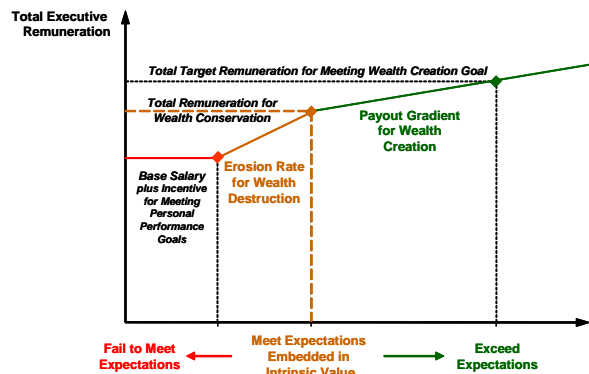 Total Executive
Remuneration
Total Target Remuneration for Meeting Wealth Creation Goal
Total Remuneration for
Wealth Conservation
Payout Gradient
for Wealth
Creation
Erosion Rate
for Wealth
Destruction
Base Salary
plus Incentive
for Meeting
Personal
Performance
Goals
Fail to Meet
Expectations
Meet Expectations
Embedded in
Intrinsic Value
Exceed
Expectations